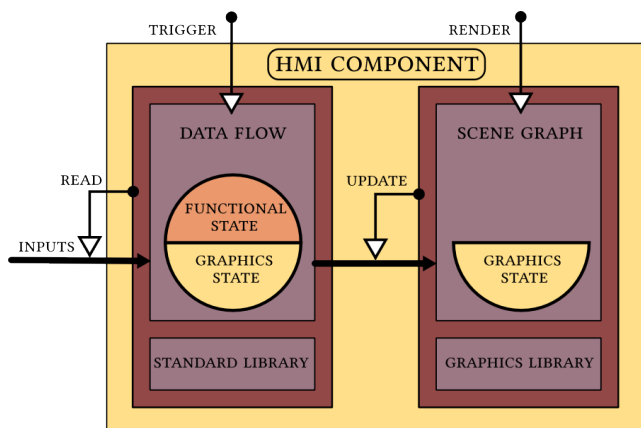 TRIGGER
RENDER
HMI COMPONENT
DATA FLOW
SCENE GRAPH
READ
UPDATE
FUNCTIONAL
STATE
INPUTS
GRAPHICS
STATE
GRAPHICS
STATE
STANDARD LIBRARY
GRAPHICS LIBRARY